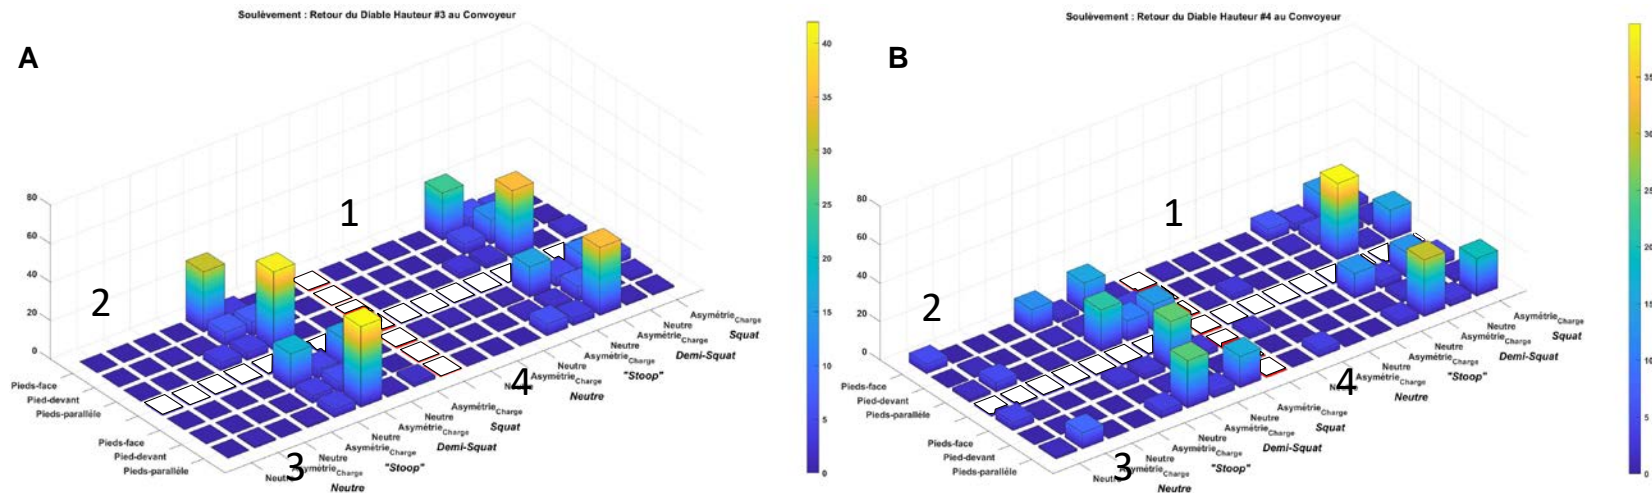 Soulèvement : Retour du Diable Hauteur #3 au Convoyeur
A
1
2
3
4
80
60
40
20
0
Pieds-face
Pied-devant
Pieds-parallèle
Pieds-face
Pied-devant
Pieds-parallèle
Neutre
Asymétrie Charge
Neutre
Neutre
Asymétrie Charge
"Stoop"
Neutre
Asymétrie Charge
Demi-Squat
Neutre
Asymétrie Charge
Squat
Asymétrie Charge
Neutre
Neutre
Asymétrie Charge
"Stoop"
Neutre
Asymétrie Charge
Demi-Squat
Neutre
Asymétrie Charge
Squat
40
35
30
25
20
15
10
5
0
Soulèvement : Retour du Diable Hauteur #4 au Convoyeur
B
1
2
3
4
80
60
40
20
0
Pieds-face
Pied-devant
Pieds-parallèle
Pieds-face
Pied-devant
Pieds-parallèle
Neutre
Asymétrie Charge
Neutre
Neutre
Asymétrie Charge
"Stoop"
Neutre
Asymétrie Charge
Demi-Squat
Neutre
Asymétrie Charge
Squat
Asymétrie Charge
Neutre
Neutre
Asymétrie Charge
"Stoop"
Neutre
Asymétrie Charge
Demi-Squat
Neutre
Asymétrie Charge
Squat
35
30
25
20
15
10
5
0